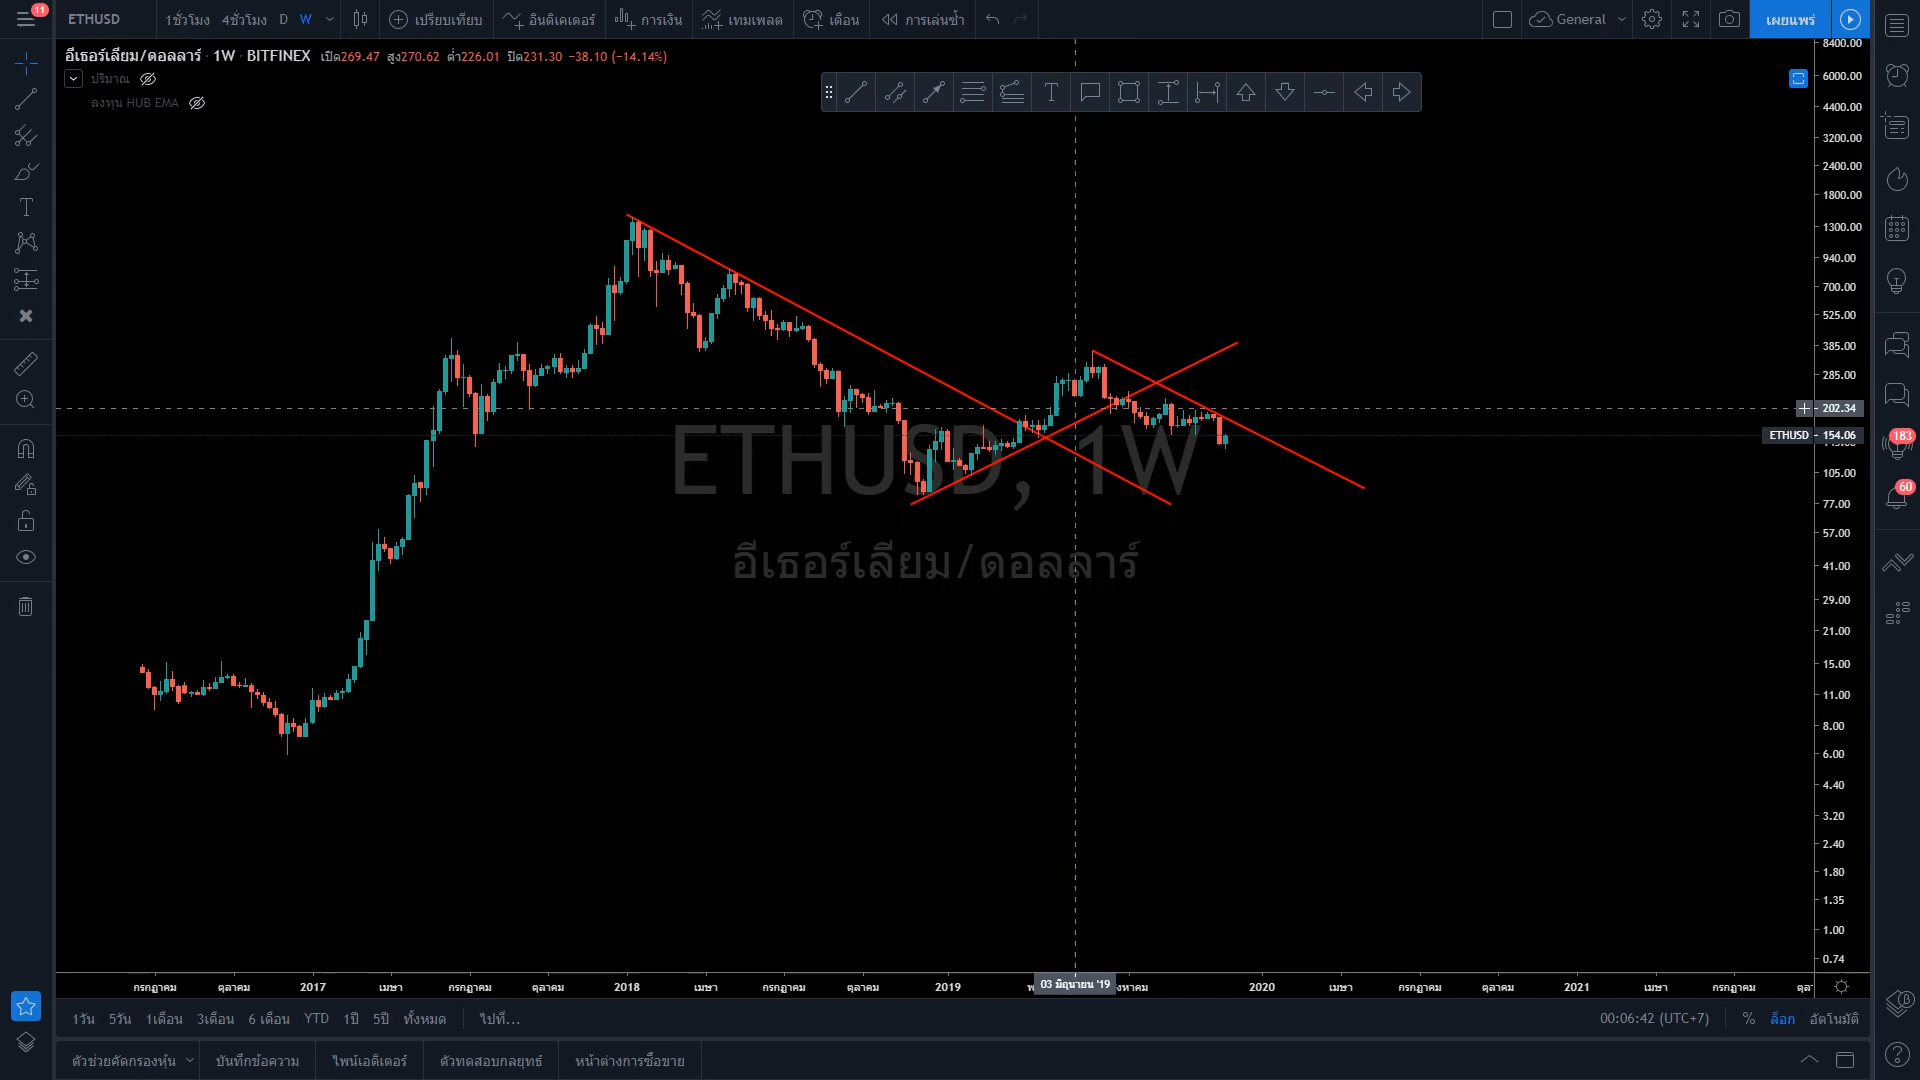 11
ETHUSD
1ชั่วโมง 4ชั่วโมง D W
เปรียบเทียบ
อินดิเคเตอร์
การเงิน
เทมเพลต
เตือน
การเล่นซ้ำ
General
เผยแพร่
อีเธอร์เลียม/ดอลลาร์ · 1W · BITFINEX เปิด269.47 สูง270.62 ต่ำ226.01 ปิด231.30 −38.10 (−14.14%)
ปริมาณ
ลงทุน HUB EMA
8400.00
6000.00
4400.00
3200.00
2400.00
1800.00
1300.00
940.00
700.00
525.00
385.00
285.00
202.34
ETHUSD 154.06
105.00
77.00
57.00
41.00
29.00
21.00
15.00
11.00
8.00
6.00
4.40
3.20
2.40
1.80
1.35
1.00
0.74
183
60
ETHUSD, 1W
อีเธอร์เลียม/ดอลลาร์
กรกฎาคม ตุลาคม 2017 เมษา กรกฎาคม ตุลาคม 2018 เมษา กรกฎาคม ตุลาคม 2019 03 มิถุนายน '19 2020 เมษา กรกฎาคม ตุลาคม 2021 เมษา กรกฎาคม
1วัน 5วัน 1เดือน 3เดือน 6 เดือน YTD 1ปี 5ปี ทั้งหมด ไปที่...
00:06:42 (UTC+7) % ล็อก อัตโนมัติ
ตัวช่วยคัดกรองหุ้น บันทึกข้อความ ไพน์เอดิเตอร์ ตัวทดสอบกลยุทธ์ หน้าต่างการซื้อขาย